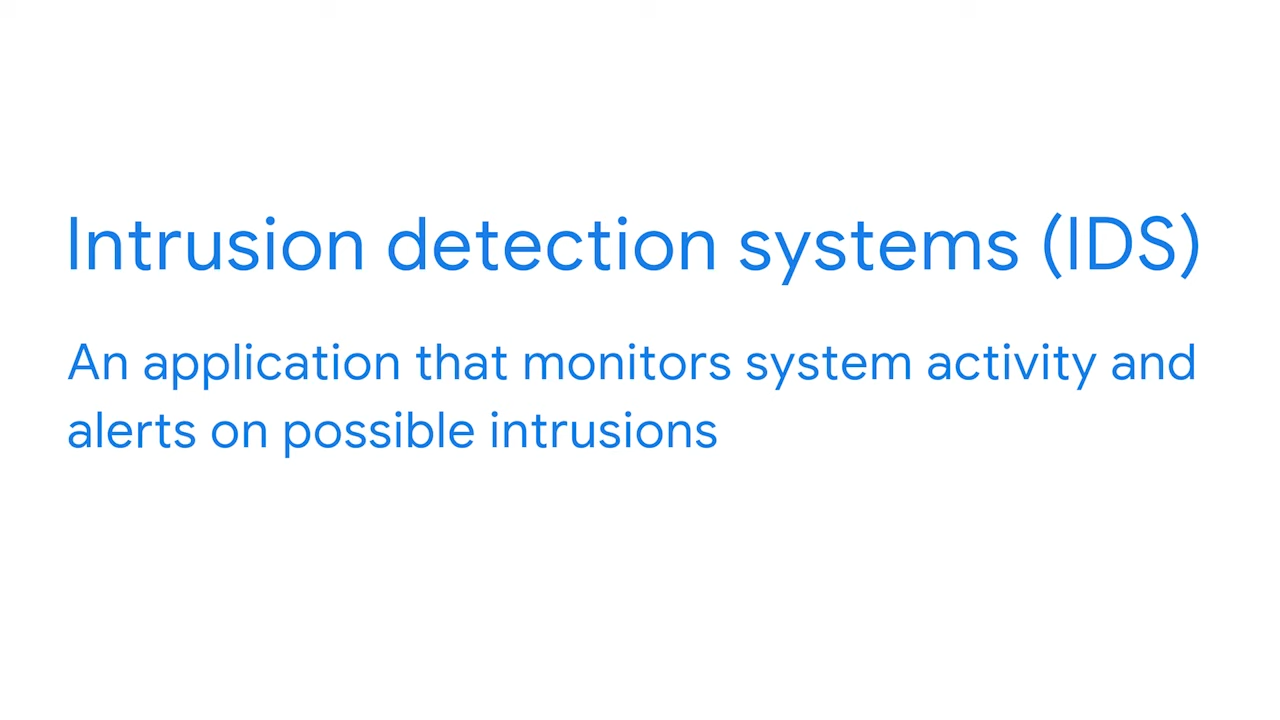 Intrusion detection systems (IDS)
An application that monitors system activity and
alerts on possible intrusions